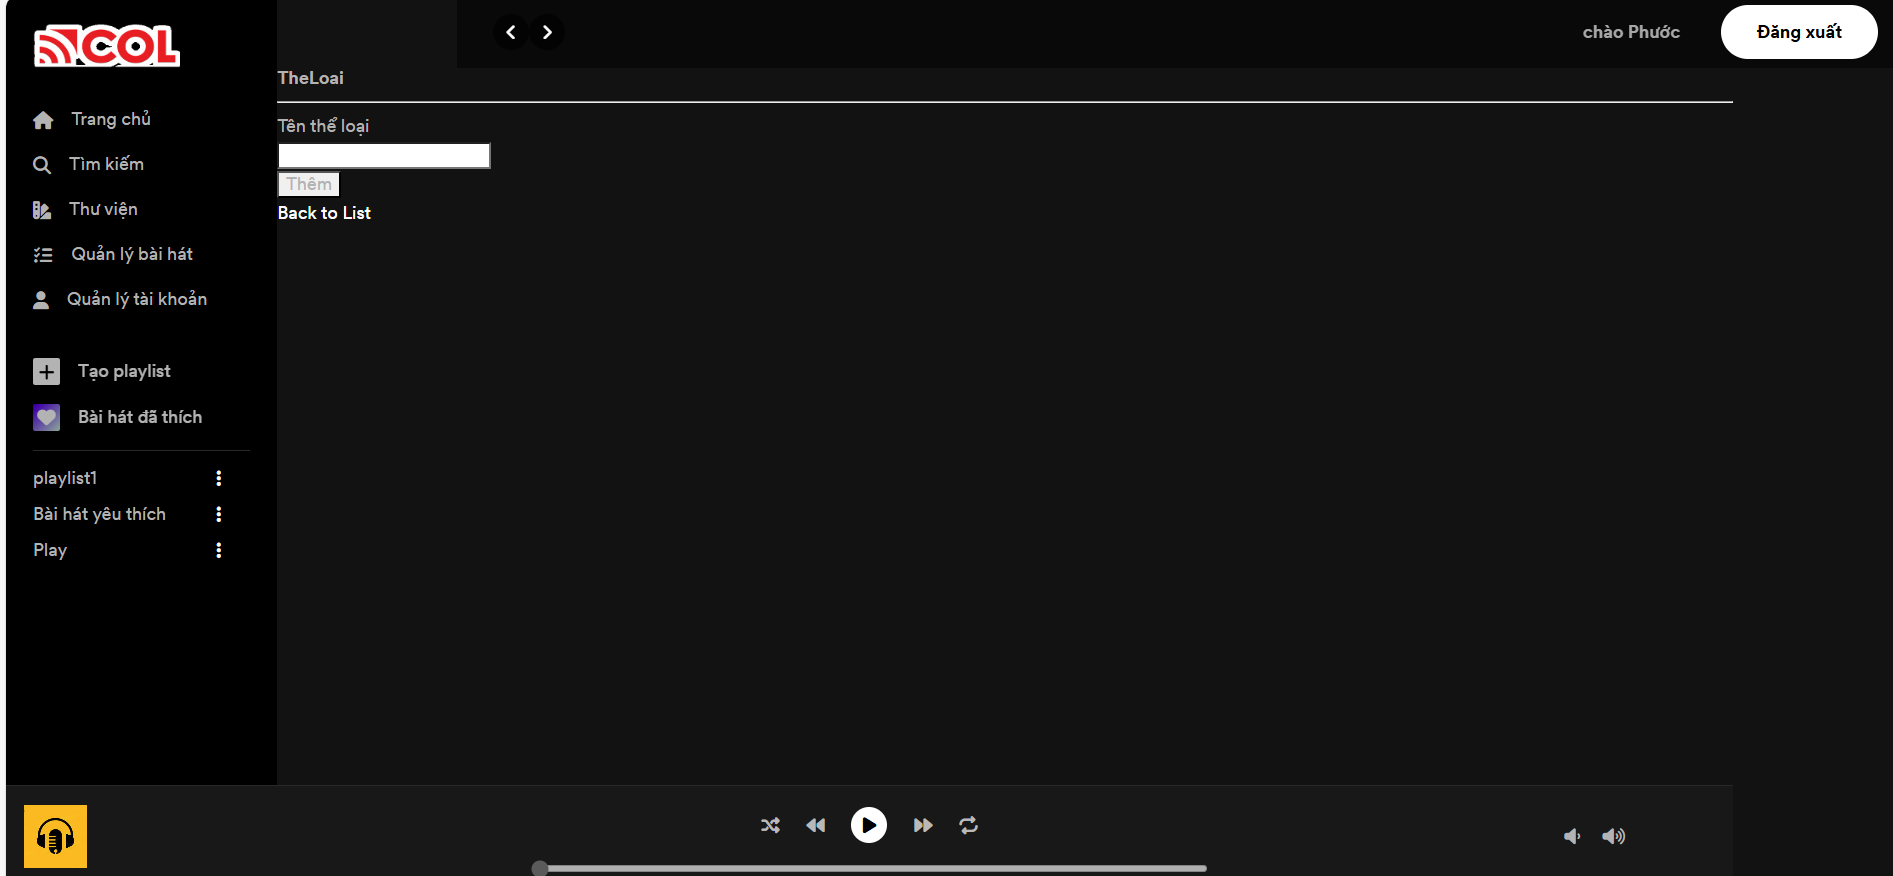 COL
Trang chủ
Tìm kiếm
Thư viện
Quản lý bài hát
Quản lý tài khoản
Tạo playlist
Bài hát đã thích
playlist1
Bài hát yêu thích
Play
chào Phước
Đăng xuất
TheLoai
Tên thể loại
Thêm
Back to List